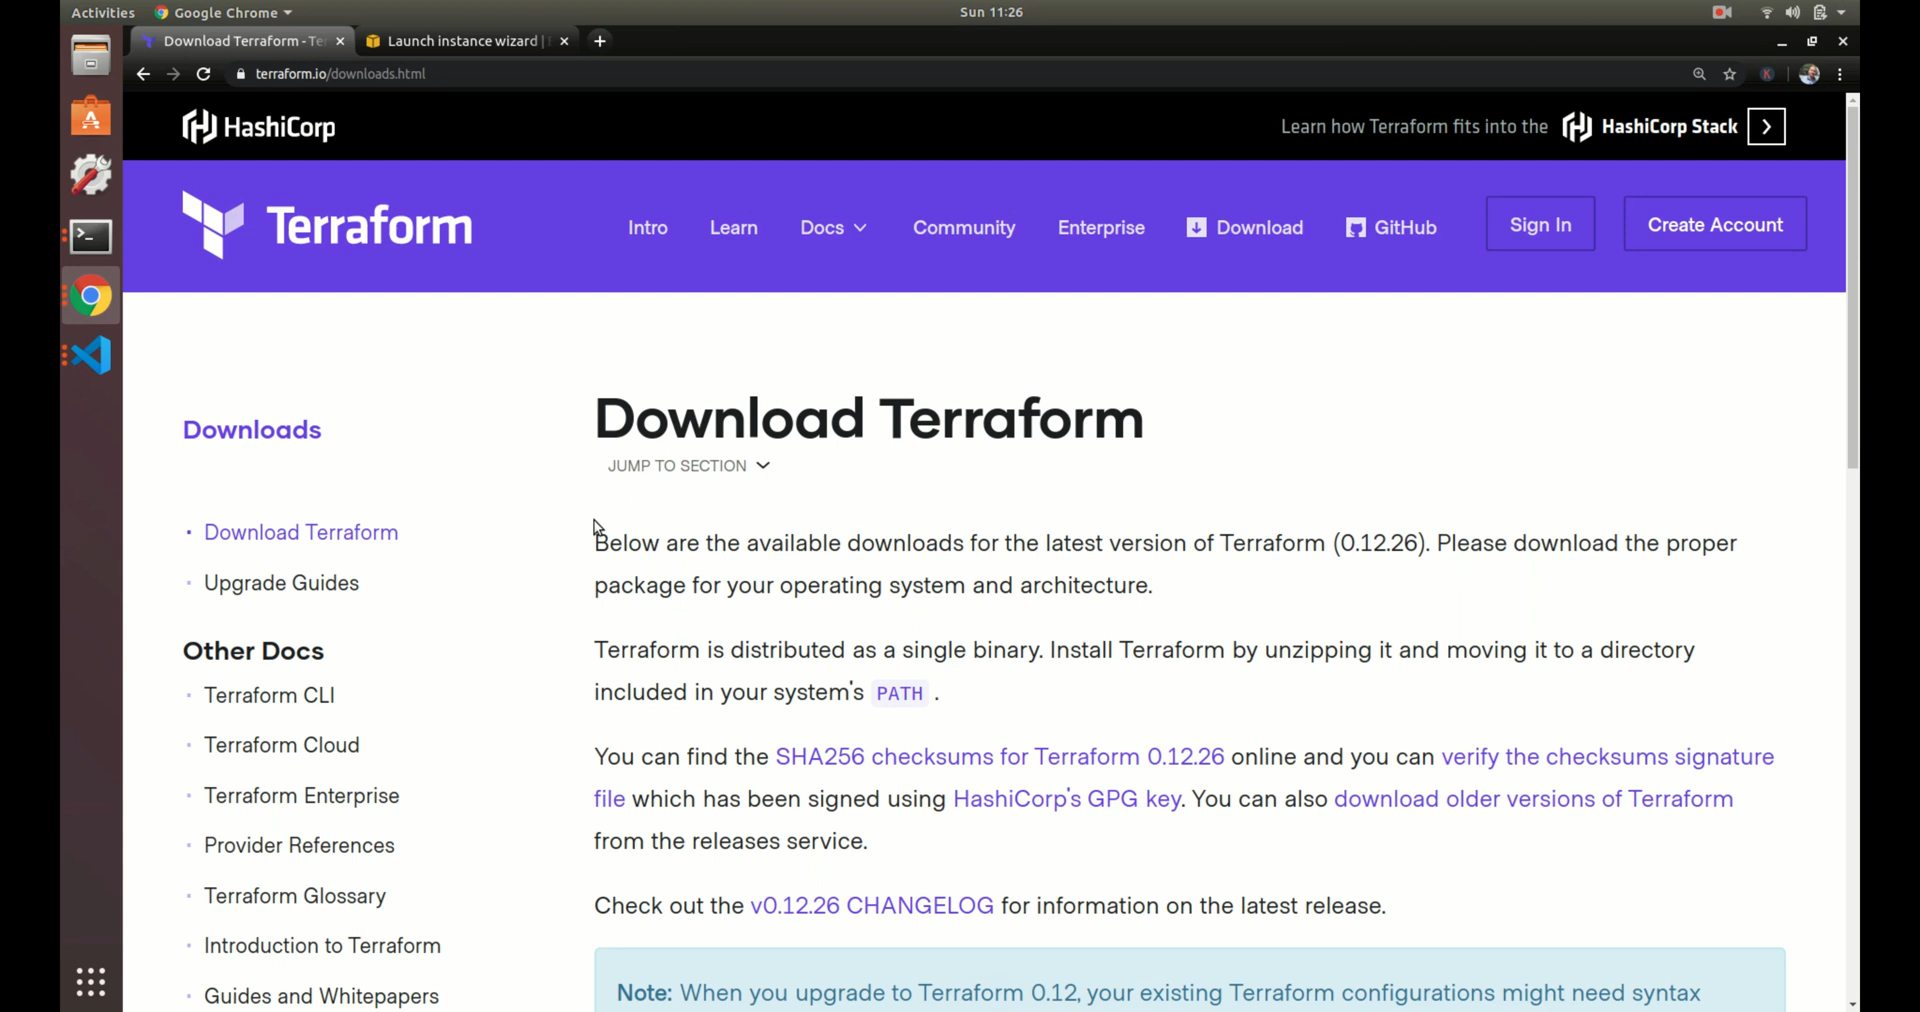 Activities
Google Chrome
Sun 11:26
Download Terraform - Te
Launch instance wizard |
terraform.io/downloads.html
K
HashiCorp
Learn how Terraform fits into the
HashiCorp Stack
Terraform
Intro
Learn
Docs
Community
Enterprise
Download
GitHub
Sign In
Create Account
Downloads
Download Terraform
Upgrade Guides
Other Docs
Terraform CLI
Terraform Cloud
Terraform Enterprise
Provider References
Terraform Glossary
Introduction to Terraform
Guides and Whitepapers
Download Terraform
JUMP TO SECTION
Below are the available downloads for the latest version of Terraform (0.12.26). Please download the proper
package for your operating system and architecture.
Terraform is distributed as a single binary. Install Terraform by unzipping it and moving it to a directory
included in your system's PATH .
You can find the SHA256 checksums for Terraform 0.12.26 online and you can verify the checksums signature
file which has been signed using HashiCorp's GPG key. You can also download older versions of Terraform
from the releases service.
Check out the v0.12.26 CHANGELOG for information on the latest release.
Note: When you upgrade to Terraform 0.12, your existing Terraform configurations might need syntax